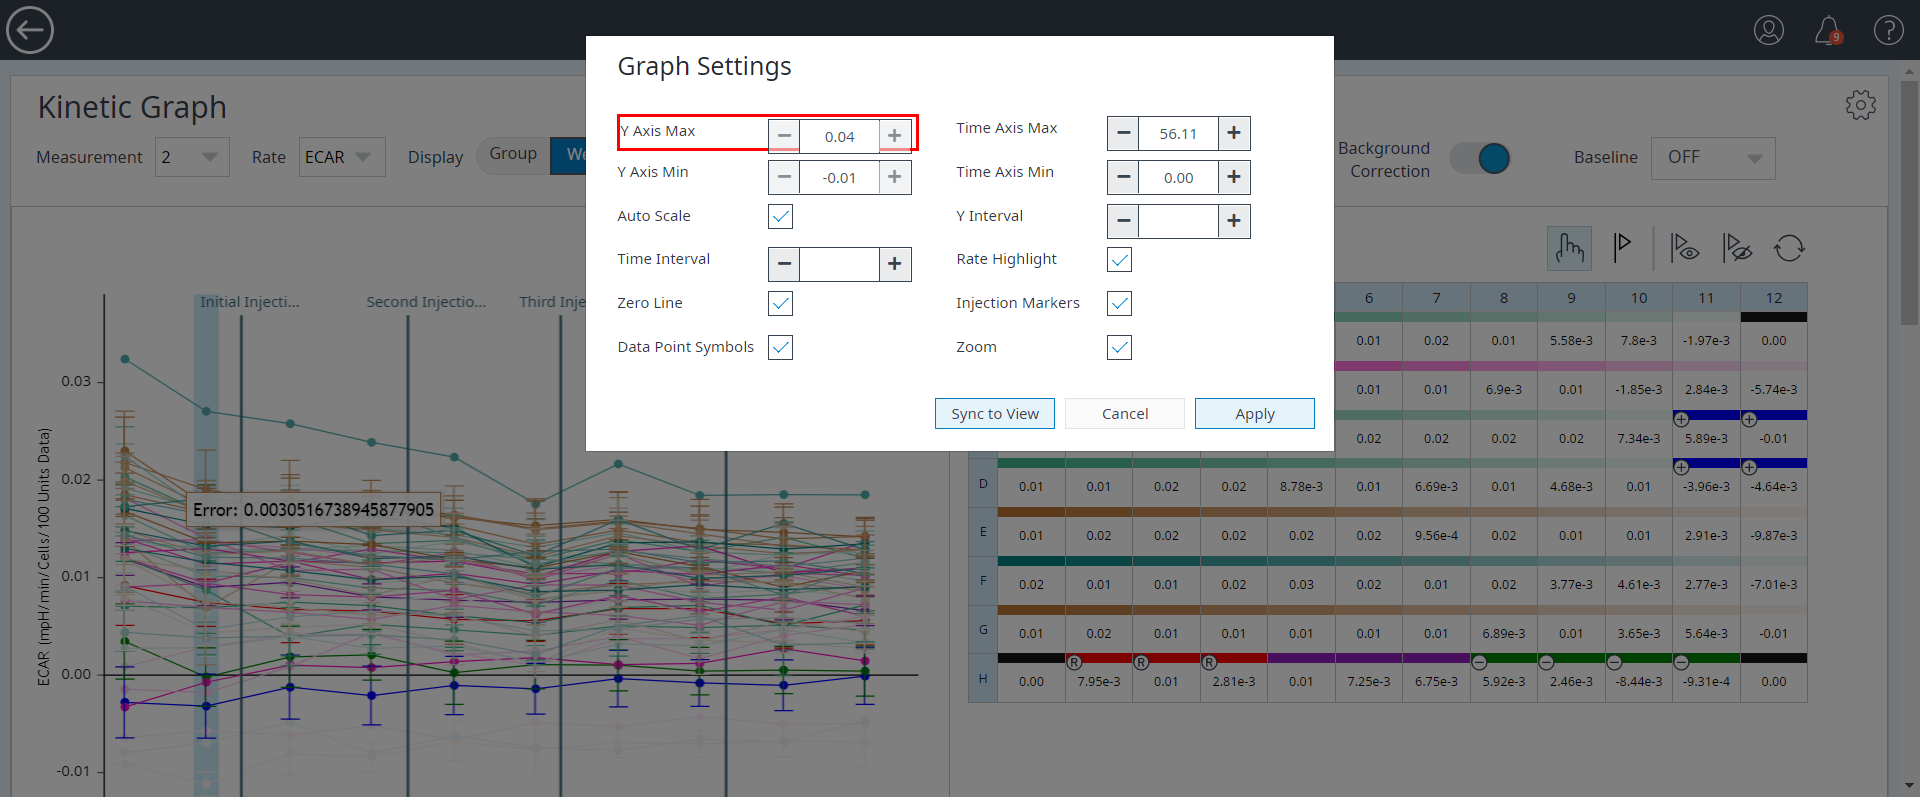 9
?
Kinetic Graph
Measurement 2 Rate ECAR Display Group We
Background Correction
Baseline OFF
Graph Settings
Y Axis Max 0.04
Time Axis Max 56.11
Y Axis Min -0.01
Time Axis Min 0.00
Auto Scale
Y Interval
Time Interval
Rate Highlight
Zero Line
Injection Markers
Data Point Symbols
Zoom
Sync to View Cancel Apply
Initial Injecti... Second Injectio... Third Inje
Error: 0.0030516738945877905
ECAR (mpH/min/Cells/100 Units Data)
0.03
0.02
0.01
0.00
-0.01
6 7 8 9 10 11 12
0.01 0.02 0.01 5.58e-3 7.8e-3 -1.97e-3 0.00
0.01 0.01 6.9e-3 0.01 -1.85e-3 2.84e-3 -5.74e-3
0.02 0.02 0.02 0.02 7.34e-3 5.89e-3 -0.01
D 0.01 0.01 0.02 0.02 8.78e-3 0.01 6.69e-3 0.01 4.68e-3 0.01 -3.96e-3 -4.64e-3
E 0.01 0.02 0.02 0.02 0.02 0.02 9.56e-4 0.02 0.01 0.01 2.91e-3 -9.87e-3
F 0.02 0.01 0.01 0.02 0.03 0.02 0.01 0.02 3.77e-3 4.61e-3 2.77e-3 -7.01e-3
G 0.01 0.02 0.01 0.01 0.01 0.01 0.01 6.89e-3 0.01 3.65e-3 5.64e-3 -0.01
R R R
H 0.00 7.95e-3 0.01 2.81e-3 0.01 7.25e-3 6.75e-3 5.92e-3 2.46e-3 -8.44e-3 -9.31e-4 0.00